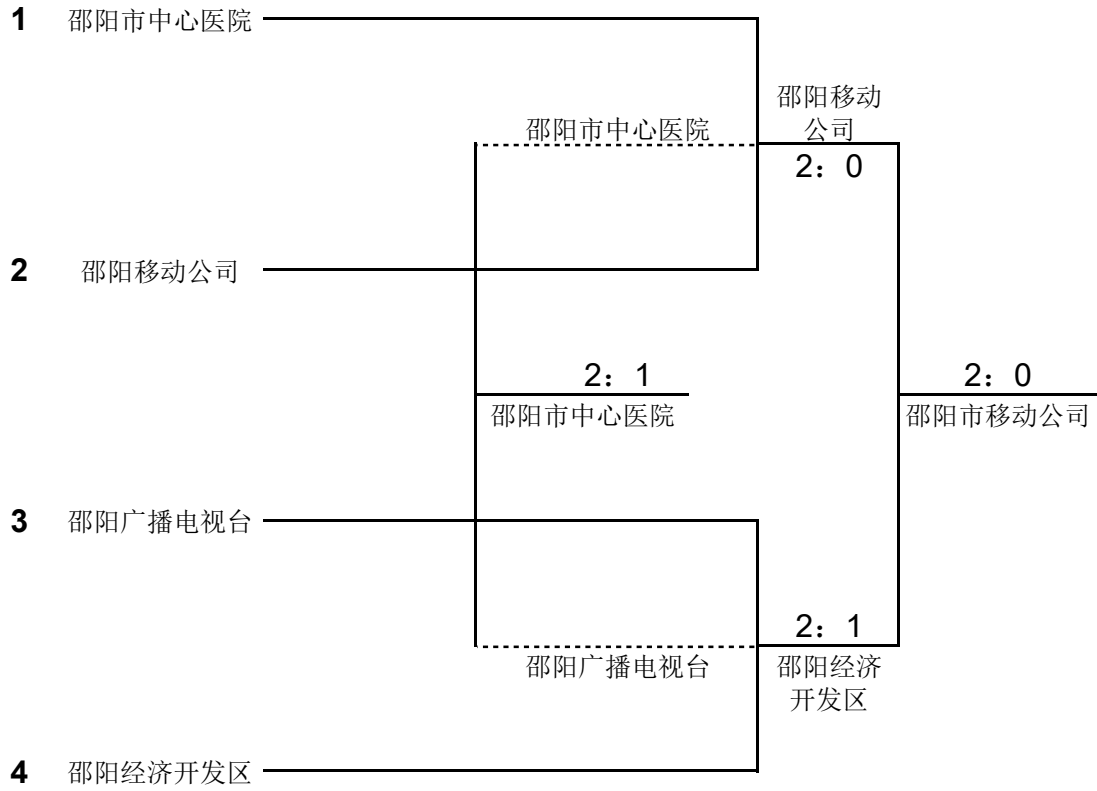 1 邵阳市中心医院
邵阳移动
公司
邵阳市中心医院
2：0
2 邵阳移动公司
2：1
邵阳市中心医院
2：0
邵阳市移动公司
3 邵阳广播电视台
2：1
邵阳广播电视台
邵阳经济
开发区
4 邵阳经济开发区